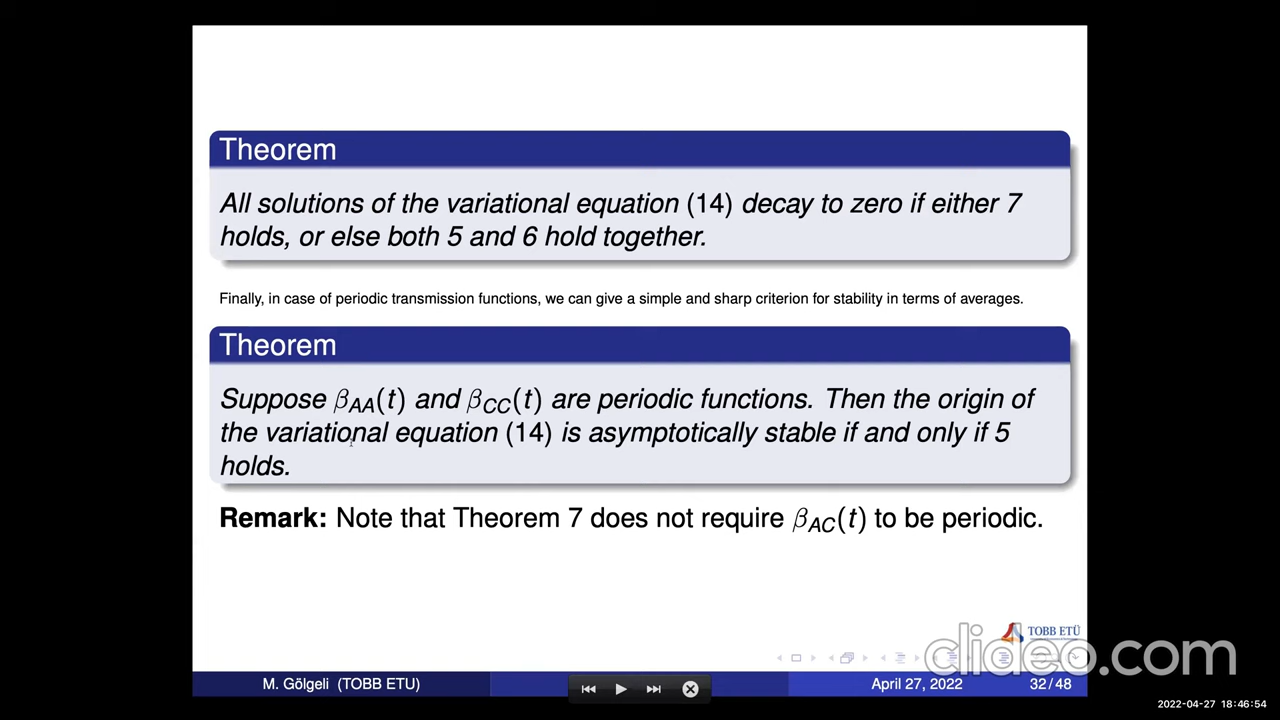 Theorem
All solutions of the variational equation (14) decay to zero if either 7
holds, or else both 5 and 6 hold together.
Finally, in case of periodic transmission functions, we can give a simple and sharp criterion for stability in terms of averages.
Theorem
Suppose βAA(t) and βCC(t) are periodic functions. Then the origin of
the variational equation (14) is asymptotically stable if and only if 5
holds.
Remark: Note that Theorem 7 does not require βAC(t) to be periodic.
TOBB ETÜ
clideo.com
M. Gölgeli (TOBB ETU)
April 27, 2022
32/48
2022-04-27 18:46:54